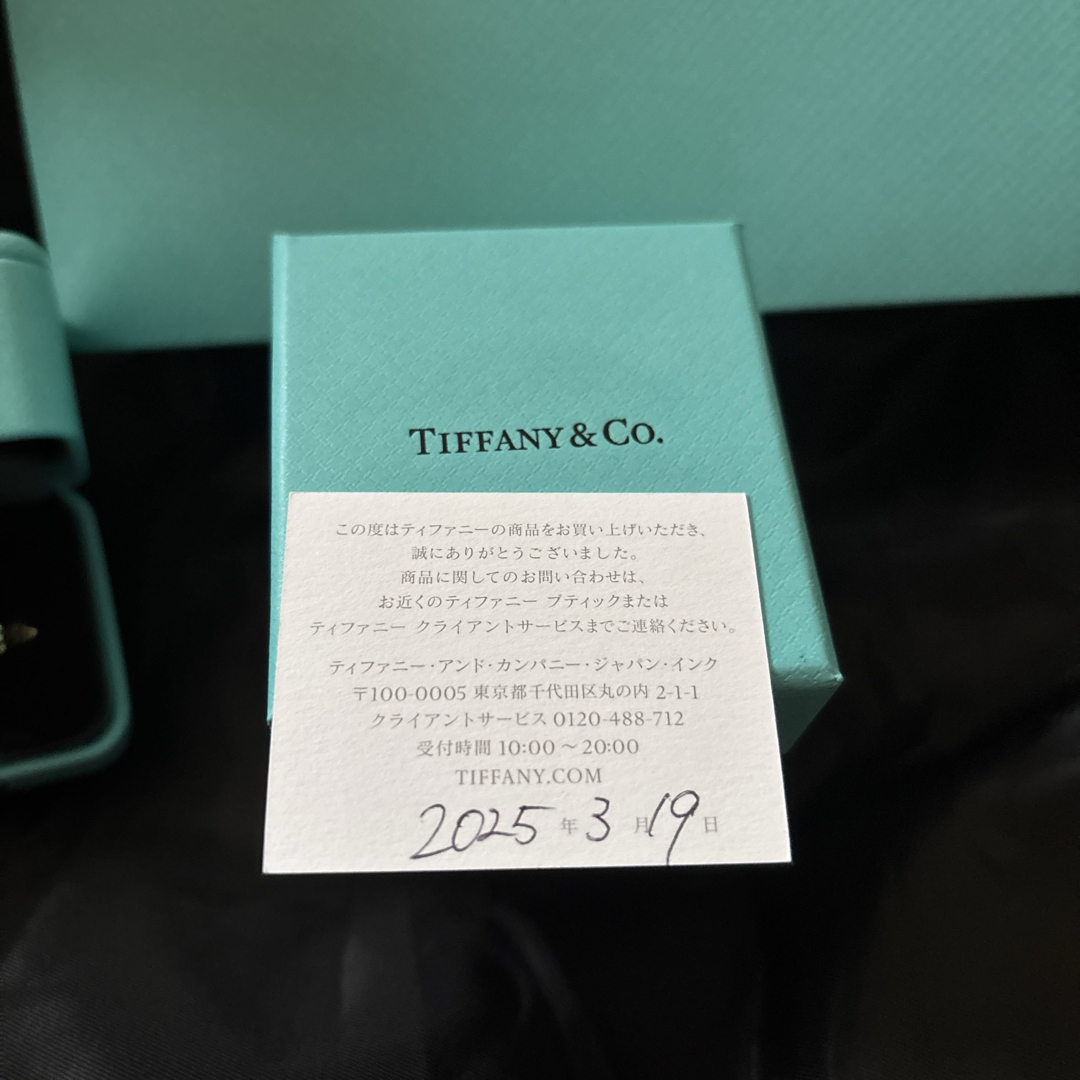 TIFFANY & CO.
この度はティファニーの商品をお買い上げいただき、
誠にありがとうございました。
商品に関してのお問い合わせは、
お近くのティファニー ブティックまたは
ティファニー クライアントサービスまでご連絡ください。
ティファニー・アンド・カンパニー・ジャパン・インク
〒100-0005 東京都千代田区丸の内 2-1-1
クライアントサービス 0120-488-712
受付時間 10:00～20:00
TIFFANY.COM
2025 年 3 月 19 日